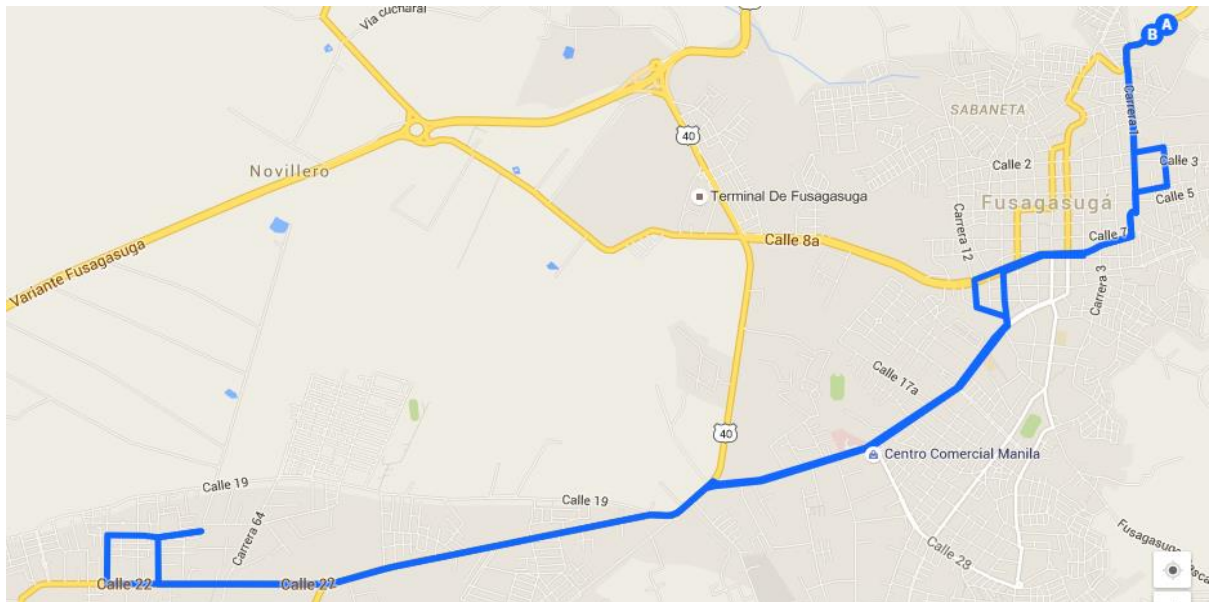 Via cucharal
B
A
Carrera 1
SABANETA
40
Calle 2
Calle 3
Novillero
Terminal De Fusagasuga
Calle 5
Fusagasugá
Carrera 12
Calle 7
Calle 8a
Variante Fusagasuga
Carrera 3
Calle 17a
40
Centro Comercial Manila
Calle 19
Calle 19
Carrera 64
Calle 28
Calle 22
Calle 22